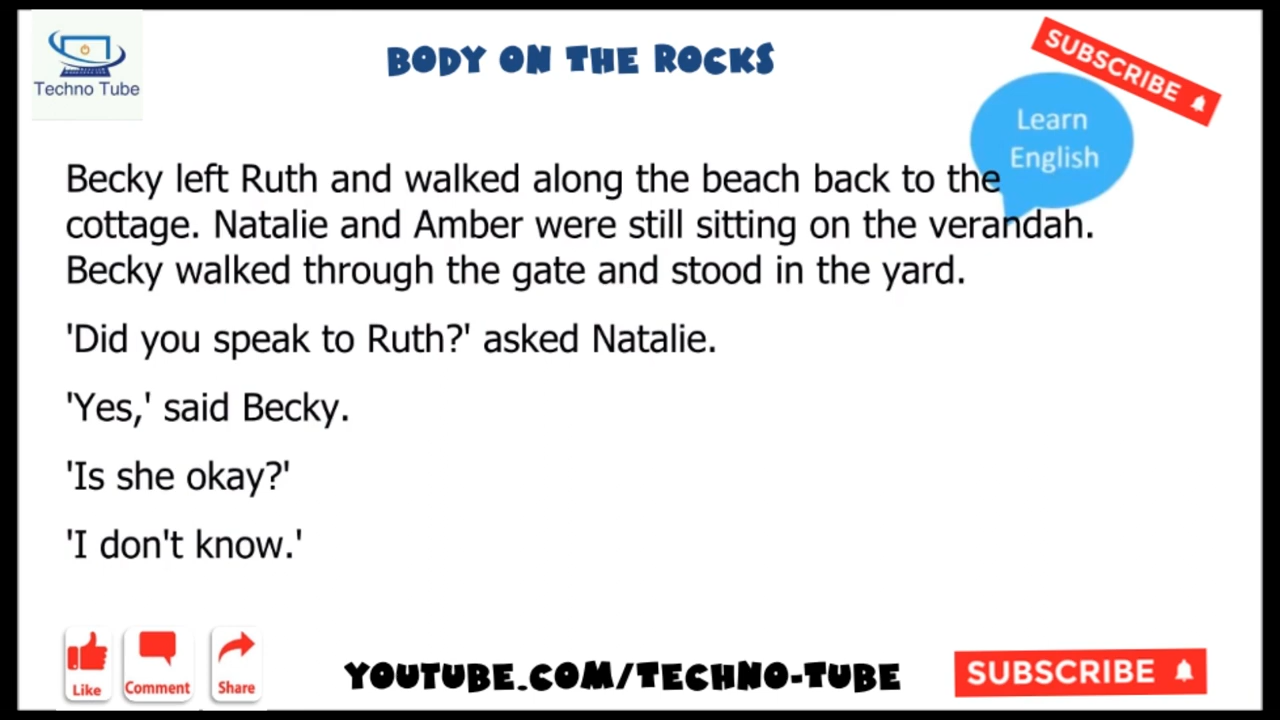 Techno Tube
BODY ON THE ROCKS
SUBSCRIBE
Learn
English
Becky left Ruth and walked along the beach back to the
cottage. Natalie and Amber were still sitting on the verandah.
Becky walked through the gate and stood in the yard.
'Did you speak to Ruth?' asked Natalie.
'Yes,' said Becky.
'Is she okay?'
'I don't know.'
Like
Comment
Share
YOUTUBE.COM/TECHNO-TUBE
SUBSCRIBE